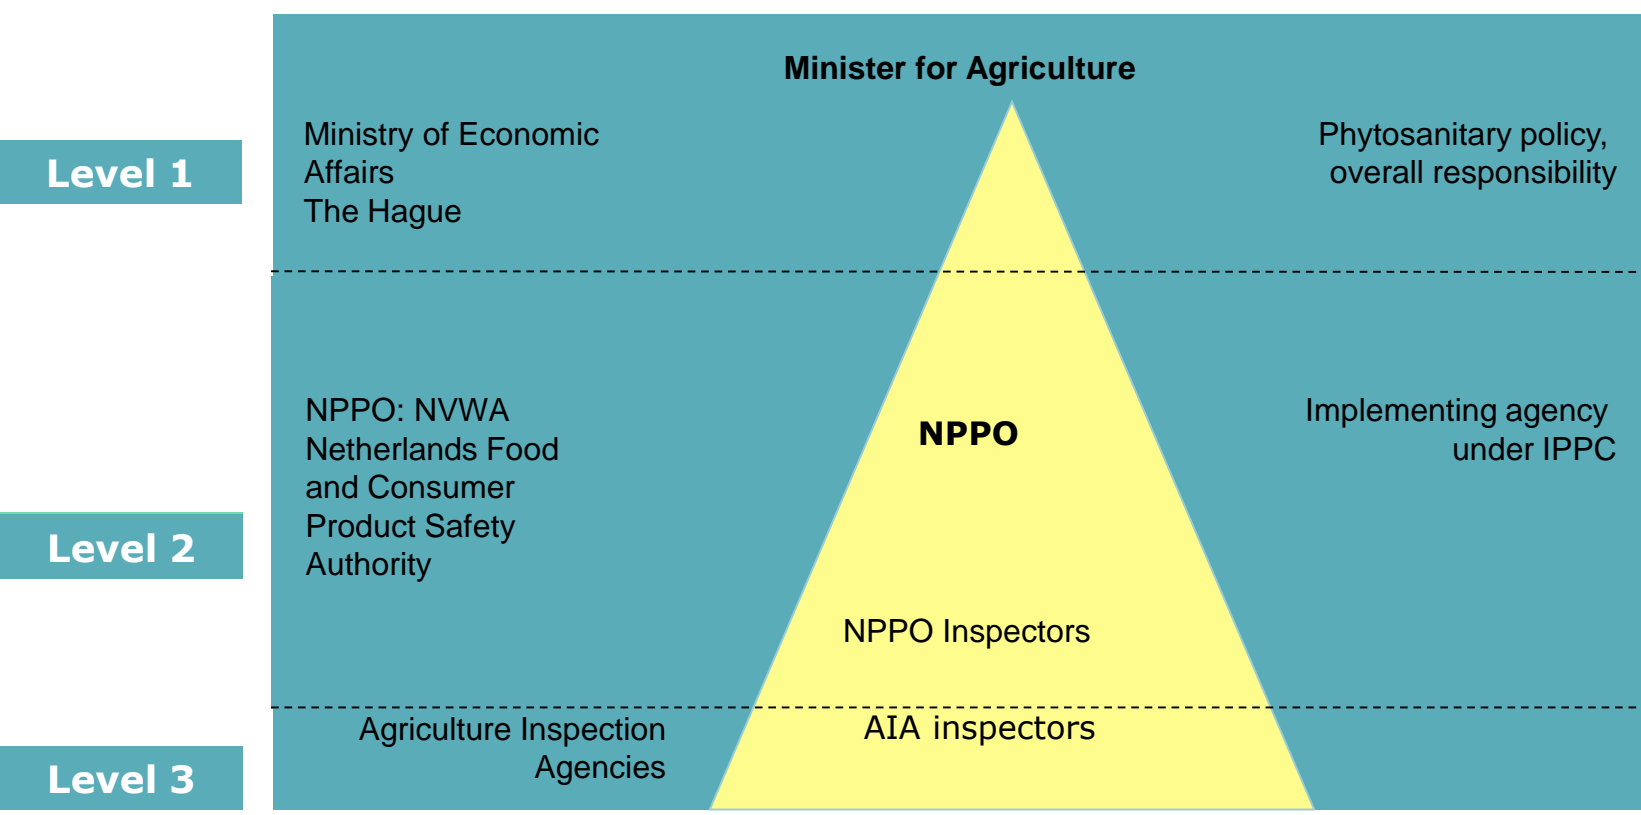 Minister for Agriculture
Level 1
Ministry of Economic
Affairs
The Hague
Phytosanitary policy,
overall responsibility
Level 2
NPPO: NVWA
Netherlands Food
and Consumer
Product Safety
Authority
NPPO
NPPO Inspectors
Implementing agency
under IPPC
Level 3
Agriculture Inspection
Agencies
AIA inspectors